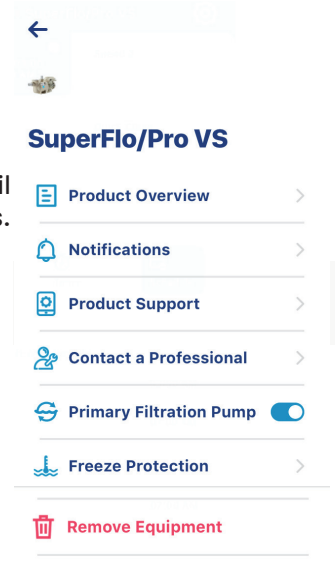 SuperFlo/Pro VS
Product Overview
Notifications
Product Support
Contact a Professional
Primary Filtration Pump
Freeze Protection
Remove Equipment